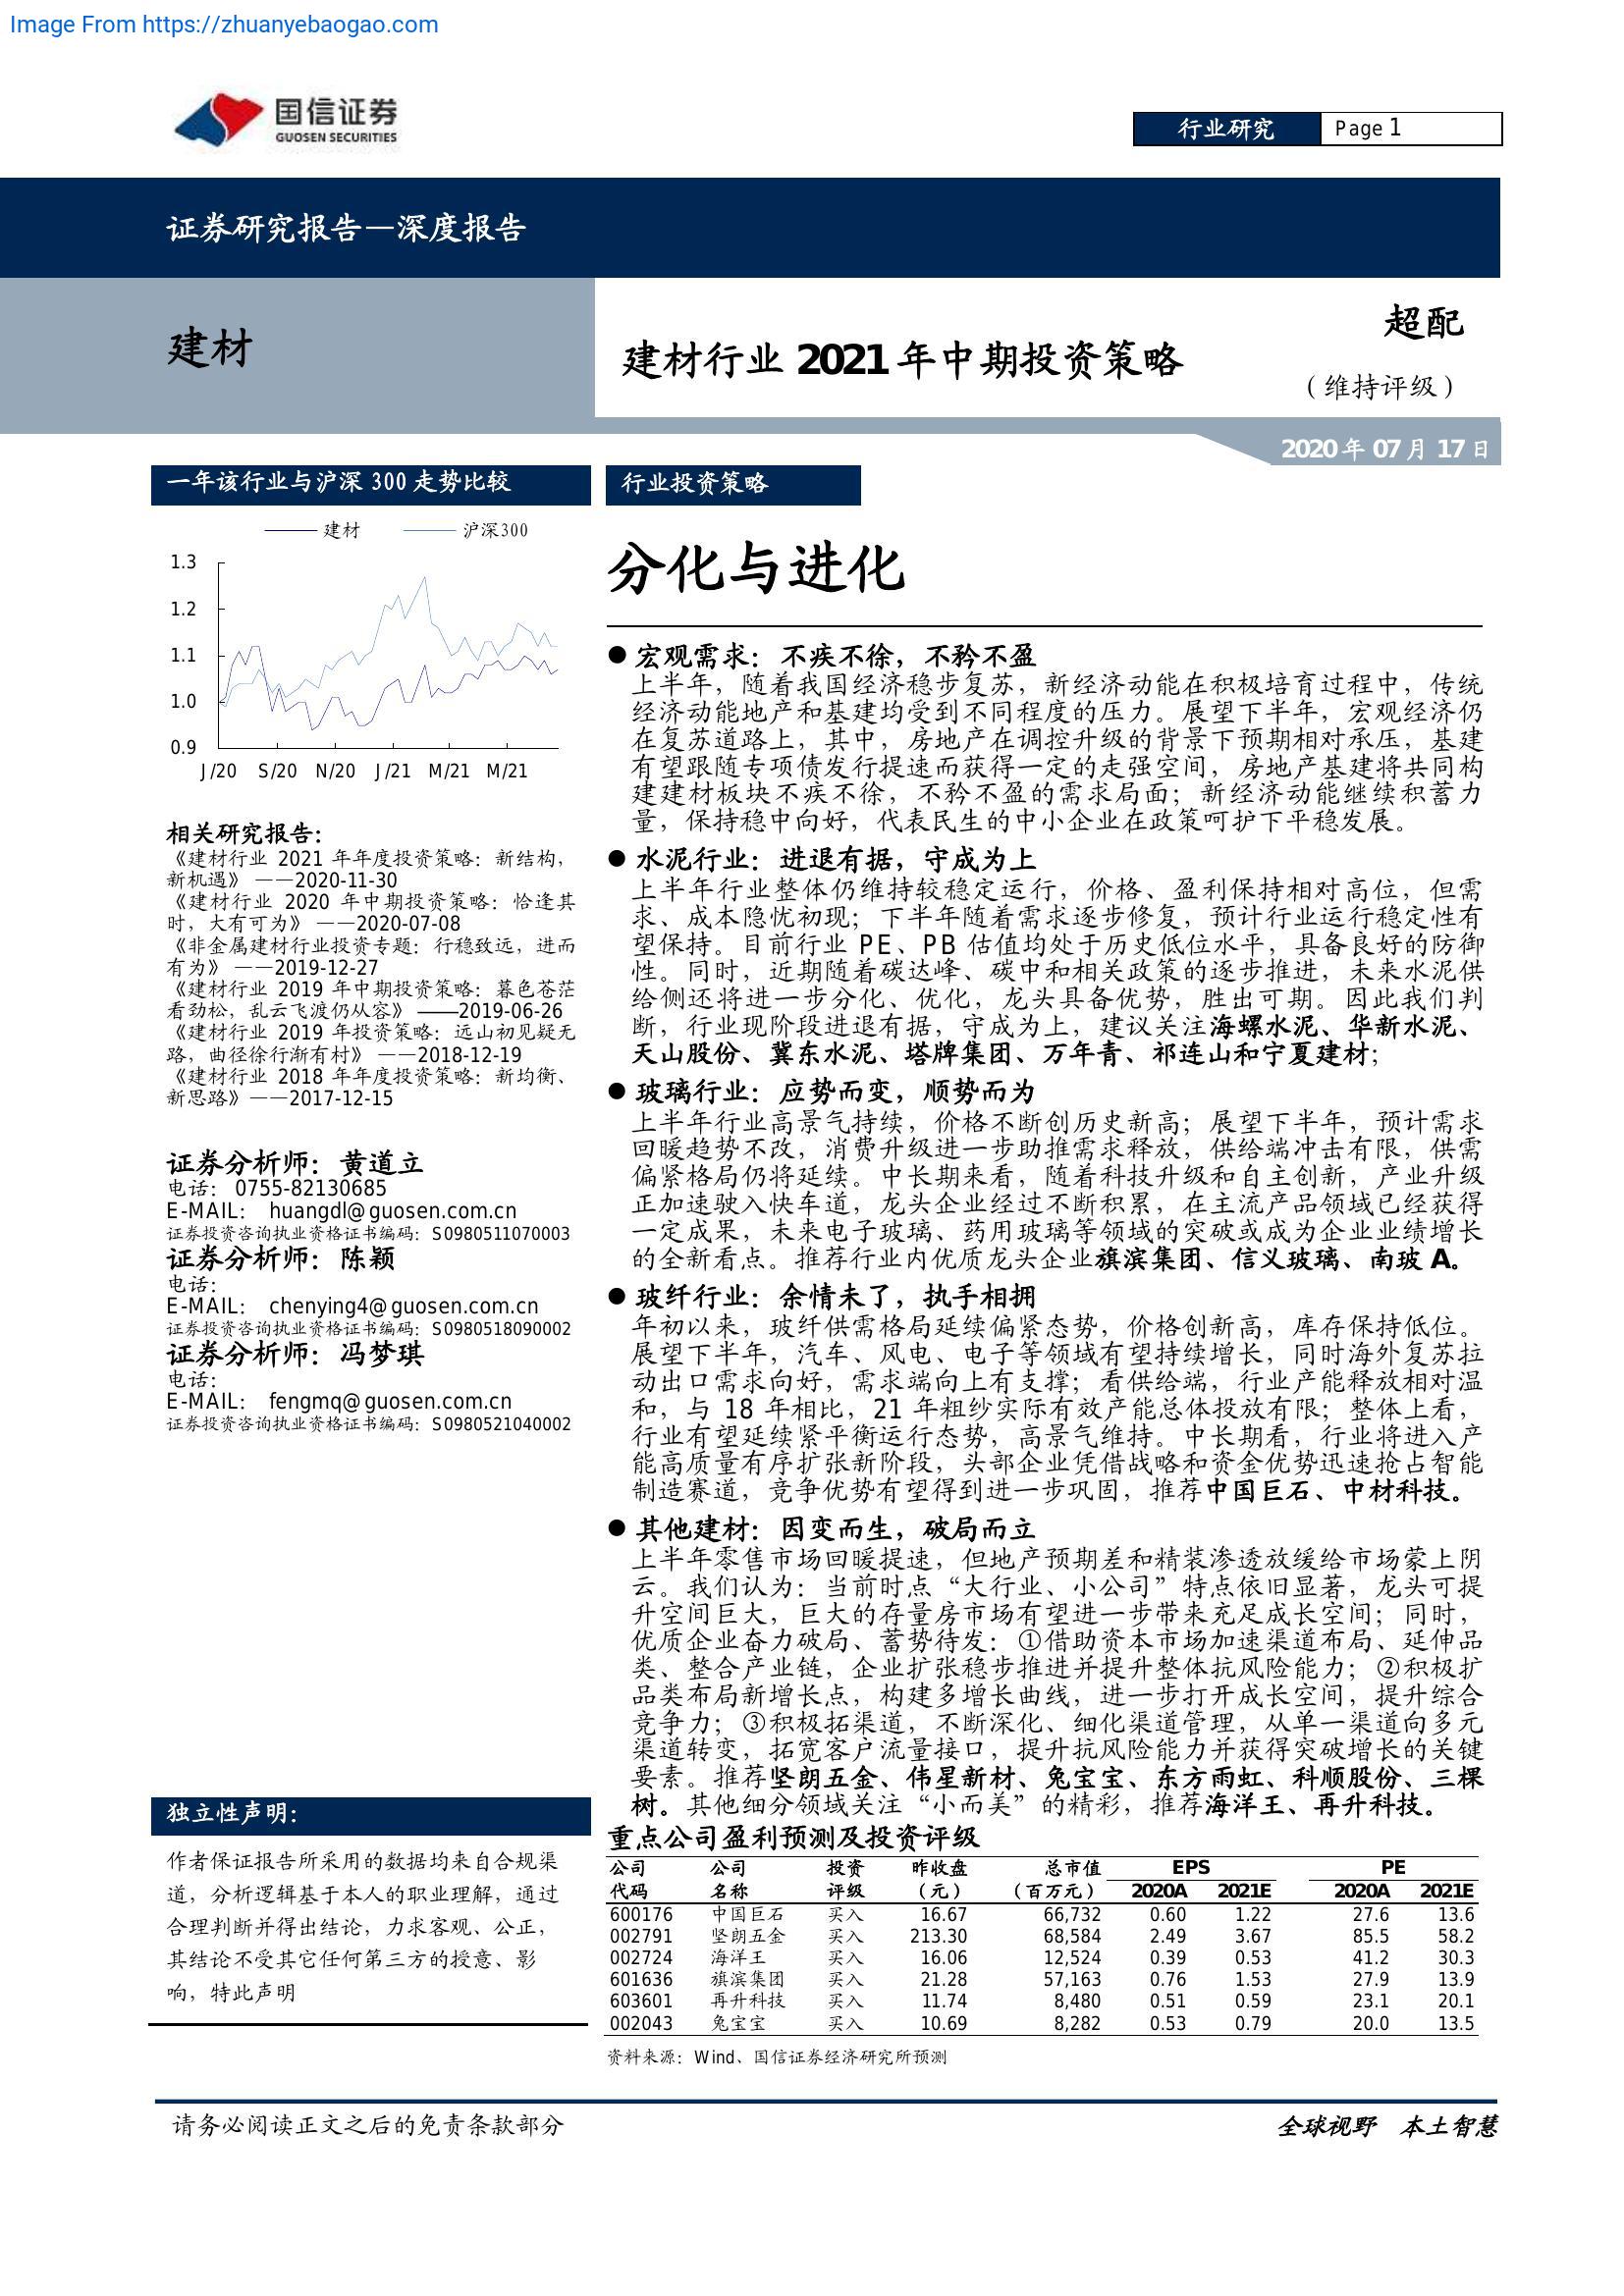 Image From https://zhuanyebaogao.com
国信证券
GUOSEN SECURITIES
行业研究
Page 1
证券研究报告—深度报告
建材
建材行业 2021 年中期投资策略
超配
（维持评级）
2020 年 07 月 17 日
一年该行业与沪深 300 走势比较
建材 沪深300
1.3
1.2
1.1
1.0
0.9
J/20 S/20 N/20 J/21 M/21 M/21
相关研究报告：
《建材行业 2021 年年度投资策略：新结构，
新机遇》 ——2020-11-30
《建材行业 2020 年中期投资策略：恰逢其
时，大有可为》 ——2020-07-08
《非金属建材行业投资专题：行稳致远，进而
有为》 ——2019-12-27
《建材行业 2019 年中期投资策略：暮色苍茫
看劲松，乱云飞渡仍从容》 ——2019-06-26
《建材行业 2019 年投资策略：远山初见疑无
路，曲径徐行渐有村》 ——2018-12-19
《建材行业 2018 年年度投资策略：新均衡、
新思路》——2017-12-15
证券分析师：黄道立
电话： 0755-82130685
E-MAIL： huangdl@guosen.com.cn
证券投资咨询执业资格证书编码：S0980511070003
证券分析师：陈颖
电话：
E-MAIL： chenying4@guosen.com.cn
证券投资咨询执业资格证书编码：S0980518090002
证券分析师：冯梦琪
电话：
E-MAIL： fengmq@guosen.com.cn
证券投资咨询执业资格证书编码：S0980521040002
独立性声明：
作者保证报告所采用的数据均来自合规渠
道，分析逻辑基于本人的职业理解，通过
合理判断并得出结论，力求客观、公正，
其结论不受其它任何第三方的授意、影
响，特此声明
行业投资策略
分化与进化
● 宏观需求：不疾不徐，不矜不盈
上半年，随着我国经济稳步复苏，新经济动能在积极培育过程中，传统
经济动能地产和基建均受到不同程度的压力。展望下半年，宏观经济仍
在复苏道路上，其中，房地产在调控升级的背景下预期相对承压，基建
有望跟随专项债发行提速而获得一定的走强空间，房地产基建将共同构
建建材板块不疾不徐，不矜不盈的需求局面；新经济动能继续积蓄力
量，保持稳中向好，代表民生的中小企业在政策呵护下平稳发展。
● 水泥行业：进退有据，守成为上
上半年行业整体仍维持较稳定运行，价格、盈利保持相对高位，但需
求、成本隐忧初现；下半年随着需求逐步修复，预计行业运行稳定性有
望保持。目前行业 PE、PB 估值均处于历史低位水平，具备良好的防御
性。同时，近期随着碳达峰、碳中和相关政策的逐步推进，未来水泥供
给侧还将进一步分化、优化，龙头具备优势，胜出可期。因此我们判
断，行业现阶段进退有据，守成为上，建议关注海螺水泥、华新水泥、
天山股份、冀东水泥、塔牌集团、万年青、祁连山和宁夏建材；
● 玻璃行业：应势而变，顺势而为
上半年行业高景气持续，价格不断创历史新高；展望下半年，预计需求
回暖趋势不改，消费升级进一步助推需求释放，供给端冲击有限，供需
偏紧格局仍将延续。中长期来看，随着科技升级和自主创新，产业升级
正加速驶入快车道，龙头企业经过不断积累，在主流产品领域已经获得
一定成果，未来电子玻璃、药用玻璃等领域的突破或成为企业业绩增长
的全新看点。推荐行业内优质龙头企业旗滨集团、信义玻璃、南玻 A。
● 玻纤行业：余情未了，执手相拥
年初以来，玻纤供需格局延续偏紧态势，价格创新高，库存保持低位。
展望下半年，汽车、风电、电子等领域有望持续增长，同时海外复苏拉
动出口需求向好，需求端向上有支撑；看供给端，行业产能释放相对温
和，与 18 年相比，21 年粗纱实际有效产能总体投放有限；整体上看，
行业有望延续紧平衡运行态势，高景气维持。中长期看，行业将进入产
能高质量有序扩张新阶段，头部企业凭借战略和资金优势迅速抢占智能
制造赛道，竞争优势有望得到进一步巩固，推荐中国巨石、中材科技。
● 其他建材：因变而生，破局而立
上半年零售市场回暖提速，但地产预期差和精装渗透放缓给市场蒙上阴
云。我们认为：当前时点“大行业、小公司”特点依旧显著，龙头可提
升空间巨大，巨大的存量房市场有望进一步带来充足成长空间；同时，
优质企业奋力破局、蓄势待发：①借助资本市场加速渠道布局、延伸品
类、整合产业链，企业扩张稳步推进并提升整体抗风险能力；②积极扩
品类布局新增长点，构建多增长曲线，进一步打开成长空间，提升综合
竞争力；③积极拓渠道，不断深化、细化渠道管理，从单一渠道向多元
渠道转变，拓宽客户流量接口，提升抗风险能力并获得突破增长的关键
要素。推荐坚朗五金、伟星新材、兔宝宝、东方雨虹、科顺股份、三棵
树。其他细分领域关注“小而美”的精彩，推荐海洋王、再升科技。
重点公司盈利预测及投资评级
公司 公司 投资 昨收盘 总市值 EPS PE
代码 名称 评级 （元） （百万元） 2020A 2021E 2020A 2021E
600176 中国巨石 买入 16.67 66,732 0.60 1.22 27.6 13.6
002791 坚朗五金 买入 213.30 68,584 2.49 3.67 85.5 58.2
002724 海洋王 买入 16.06 12,524 0.39 0.53 41.2 30.3
601636 旗滨集团 买入 21.28 57,163 0.76 1.53 27.9 13.9
603601 再升科技 买入 11.74 8,480 0.51 0.59 23.1 20.1
002043 兔宝宝 买入 10.69 8,282 0.53 0.79 20.0 13.5
资料来源：Wind、国信证券经济研究所预测
请务必阅读正文之后的免责条款部分
全球视野 本土智慧